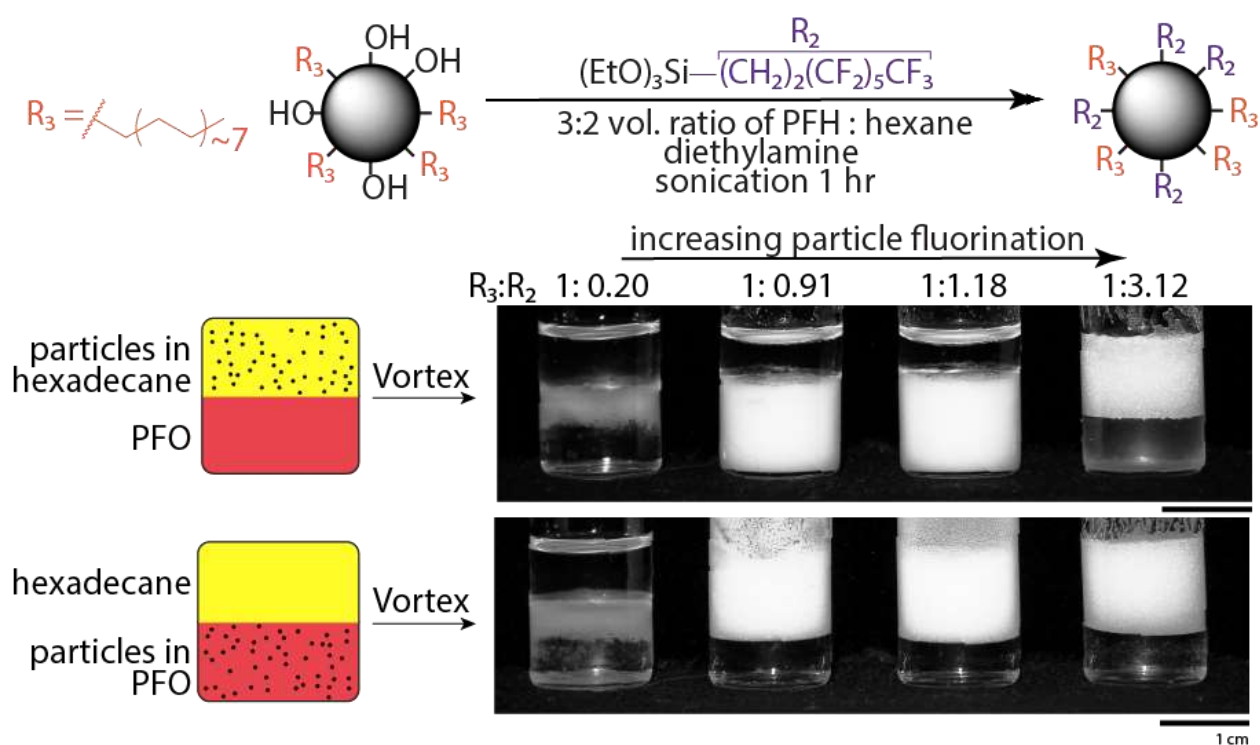 R₃ =
~7
OH
OH
HO
OH
R₃
R₃
R₃
R₃
R₂
(EtO)₃Si—(CH₂)₂(CF₂)₅CF₃
3:2 vol. ratio of PFH : hexane
diethylamine
sonication 1 hr
R₂
R₂
R₃
R₂
R₃
R₃
R₃
R₂
increasing particle fluorination
R₃:R₂ 1: 0.20 1: 0.91 1:1.18 1:3.12
particles in
hexadecane
PFO
Vortex
hexadecane
particles in
PFO
Vortex
1 cm